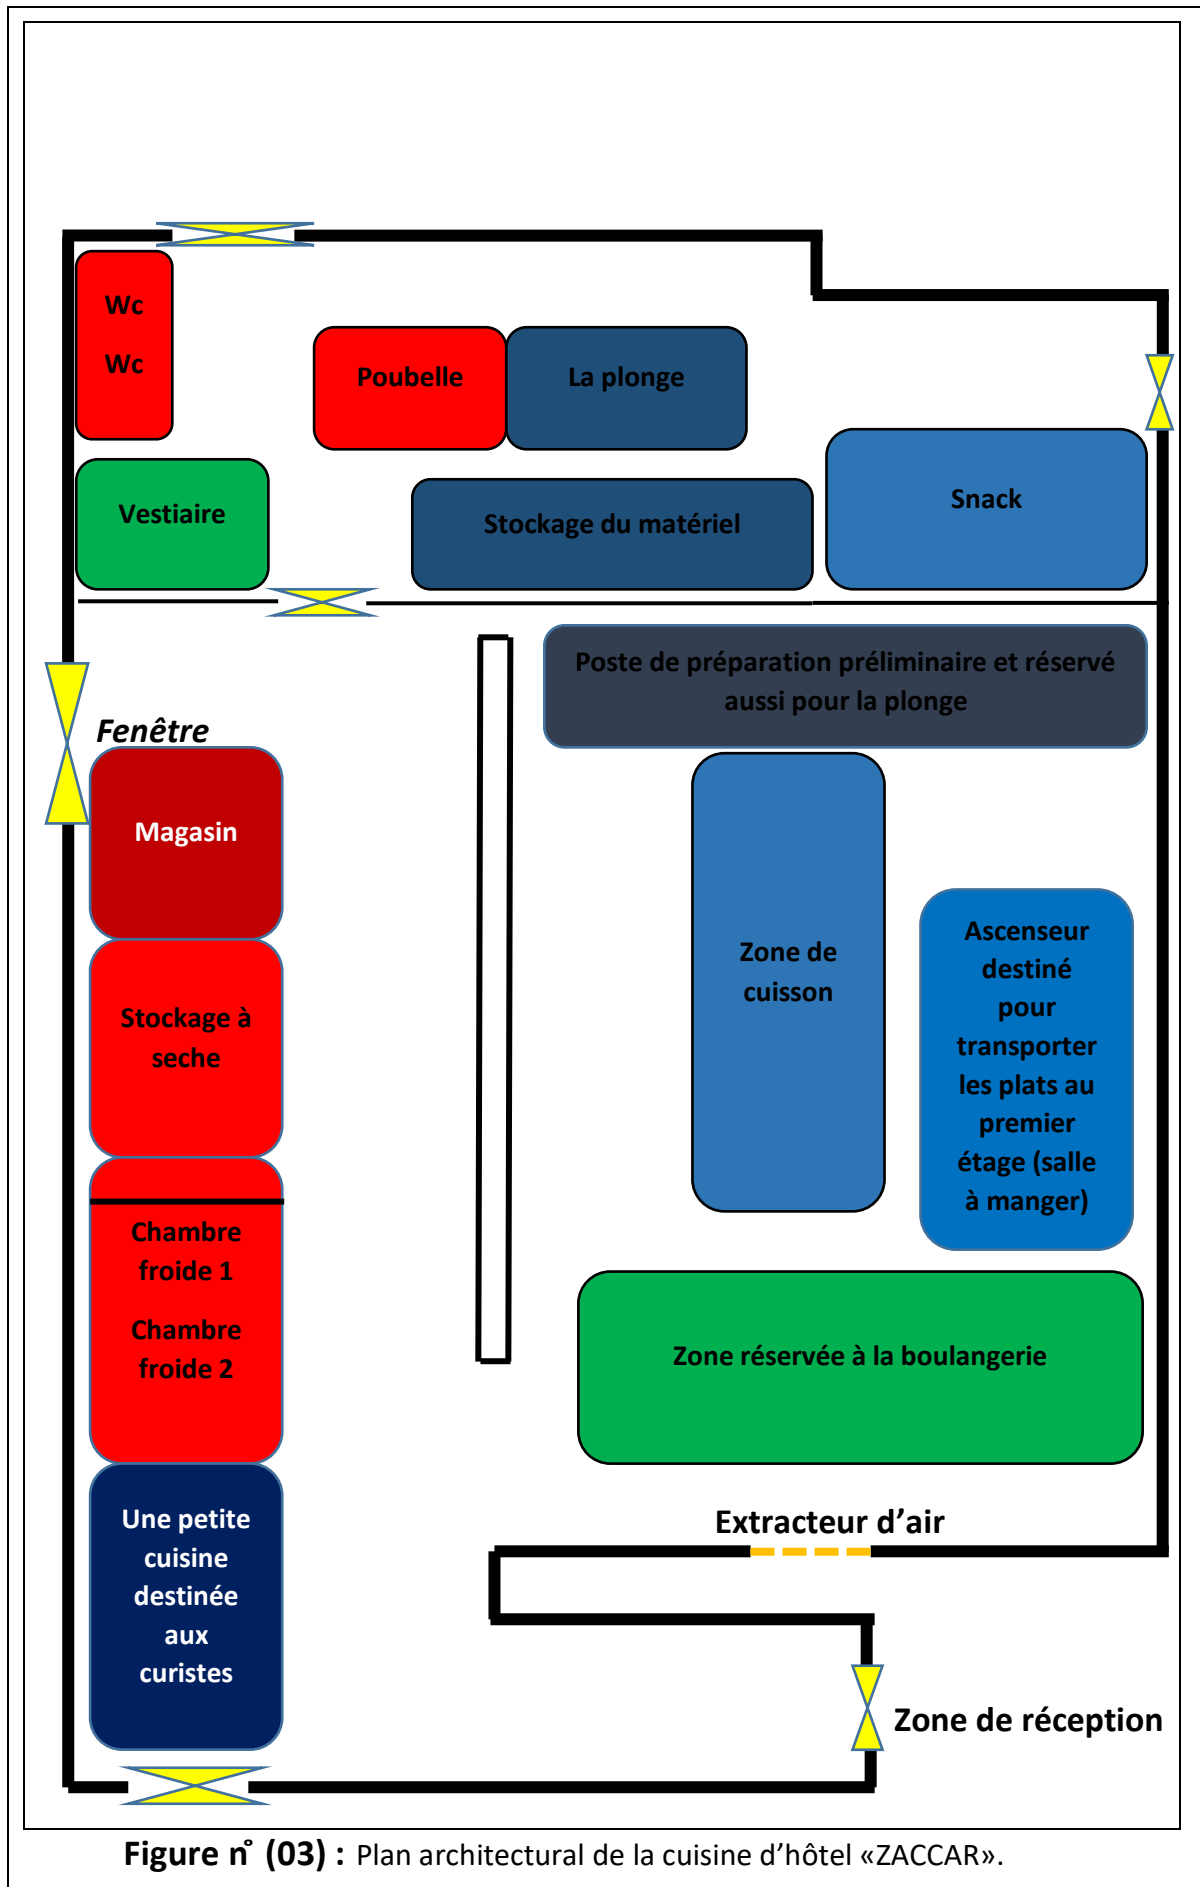 Wc
Wc
Poubelle
La plonge
Vestiaire
Stockage du matériel
Snack
Poste de préparation préliminaire et réservé
aussi pour la plonge
Fenêtre
Magasin
Stockage à
seche
Chambre
froide 1
Chambre
froide 2
Une petite
cuisine
destinée
aux
curistes
Zone de
cuisson
Ascenseur
destiné
pour
transporter
les plats au
premier
étage (salle
à manger)
Zone réservée à la boulangerie
Extracteur d’air
Zone de réception
Figure n̊ (03) : Plan architectural de la cuisine d’hôtel «ZACCAR».